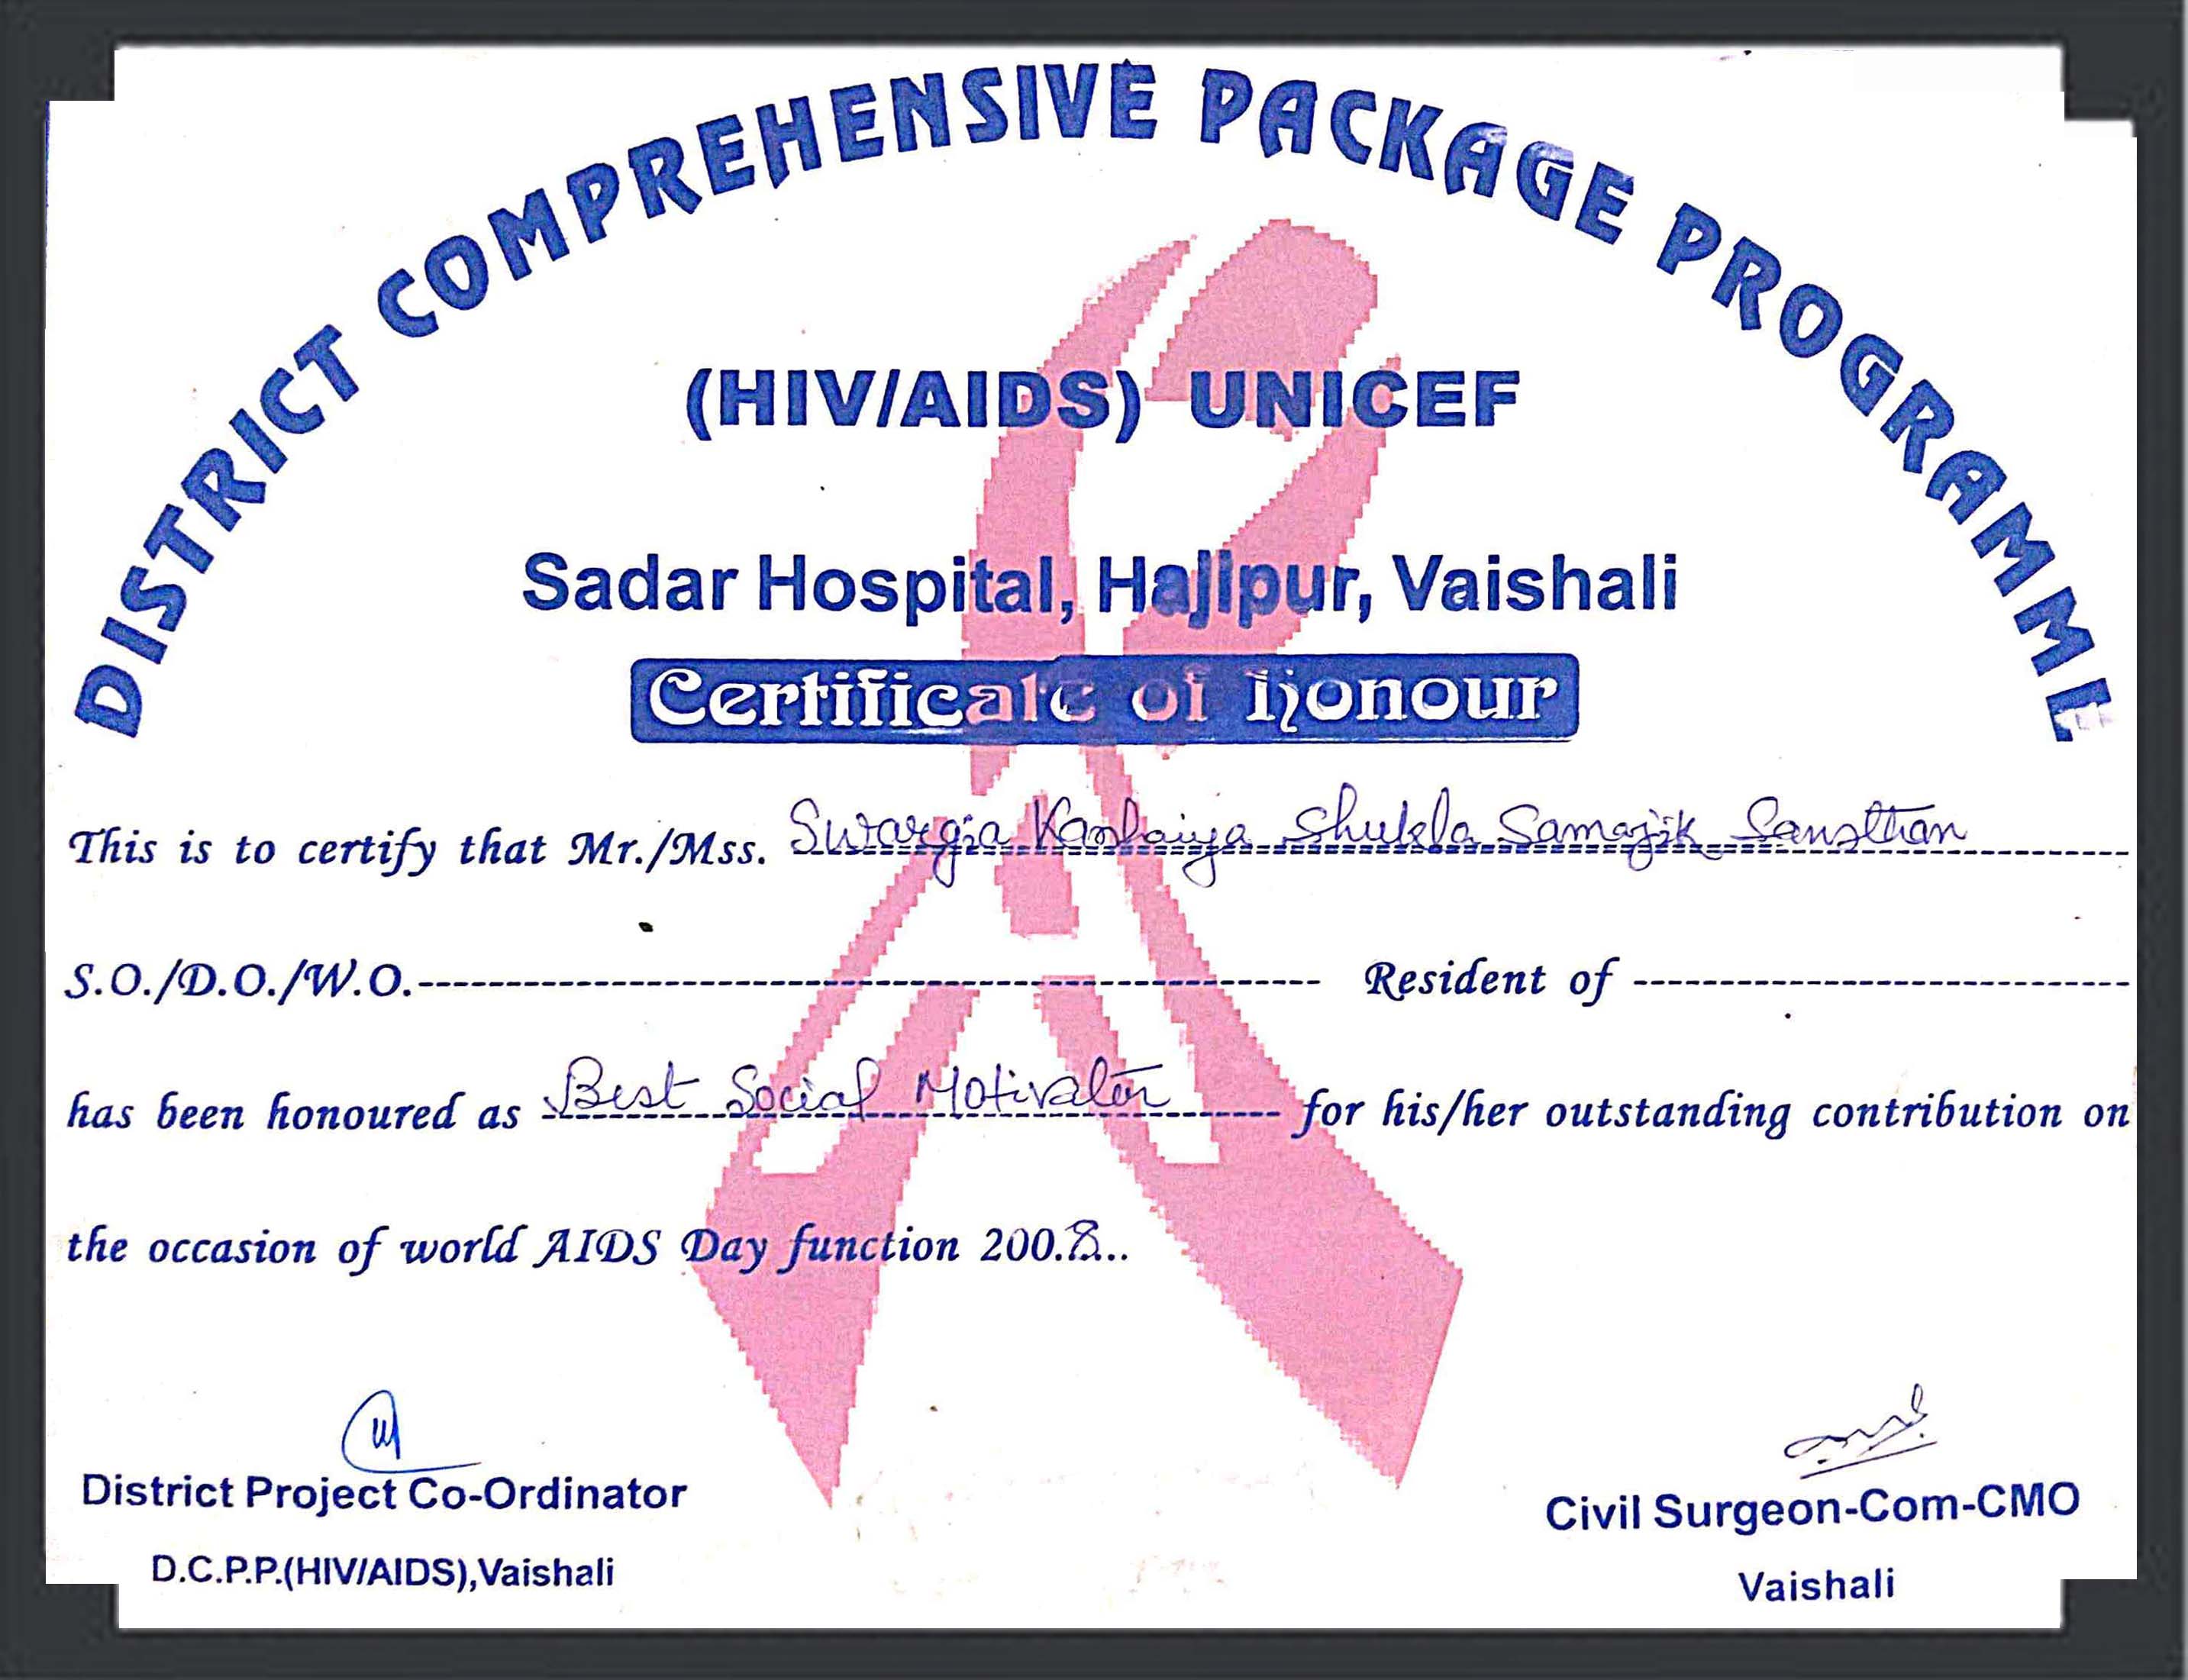 DISTRICT COMPREHENSIVE PACKAGE PROGRAMME
(HIV/AIDS) UNICEF
Sadar Hospital, Hajipur, Vaishali
Certificate of Honour
This is to certify that Mr./Mss. Swargia Kanhaiya Shukla Samajik Sansthan
S.O./D.O./W.O. Resident of
has been honoured as Best Social Motivator for his/her outstanding contribution on
the occasion of world AIDS Day function 200.8...
District Project Co-Ordinator
D.C.P.P.(HIV/AIDS),Vaishali
Civil Surgeon-Com-CMO
Vaishali